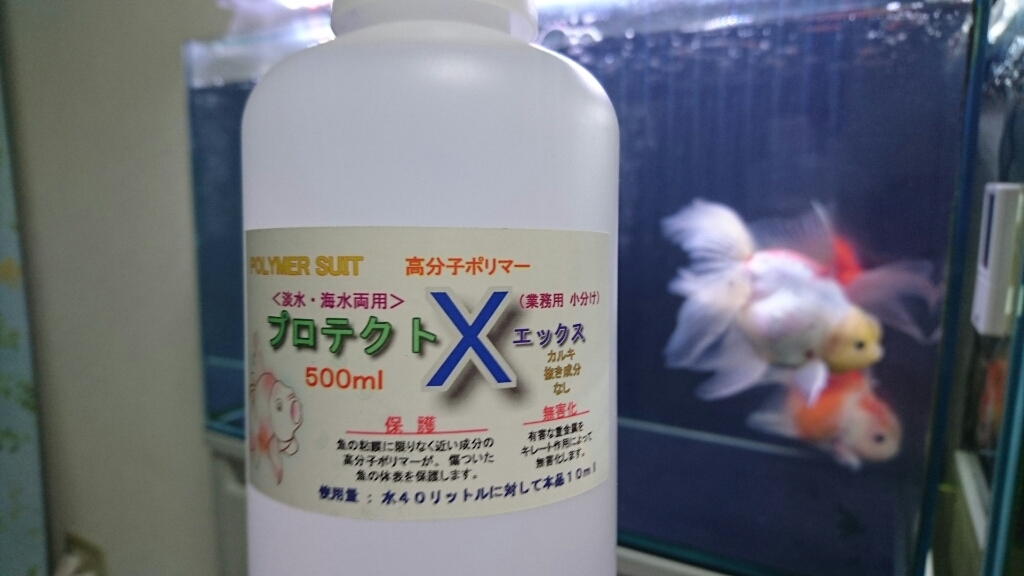 POLYMER SUIT 高分子ポリマー
<淡水・海水両用> (業務用 小分け)
プロテクト X エックス
500ml
カルキ
抜き成分
なし
保護
魚の粘膜に限りなく近い成分の
高分子ポリマーが、傷ついた
魚の体表を保護します。
無害化
有害な重金属を
キレート作用によって
無害化します。
使用量：水40リットルに対して本品10ml